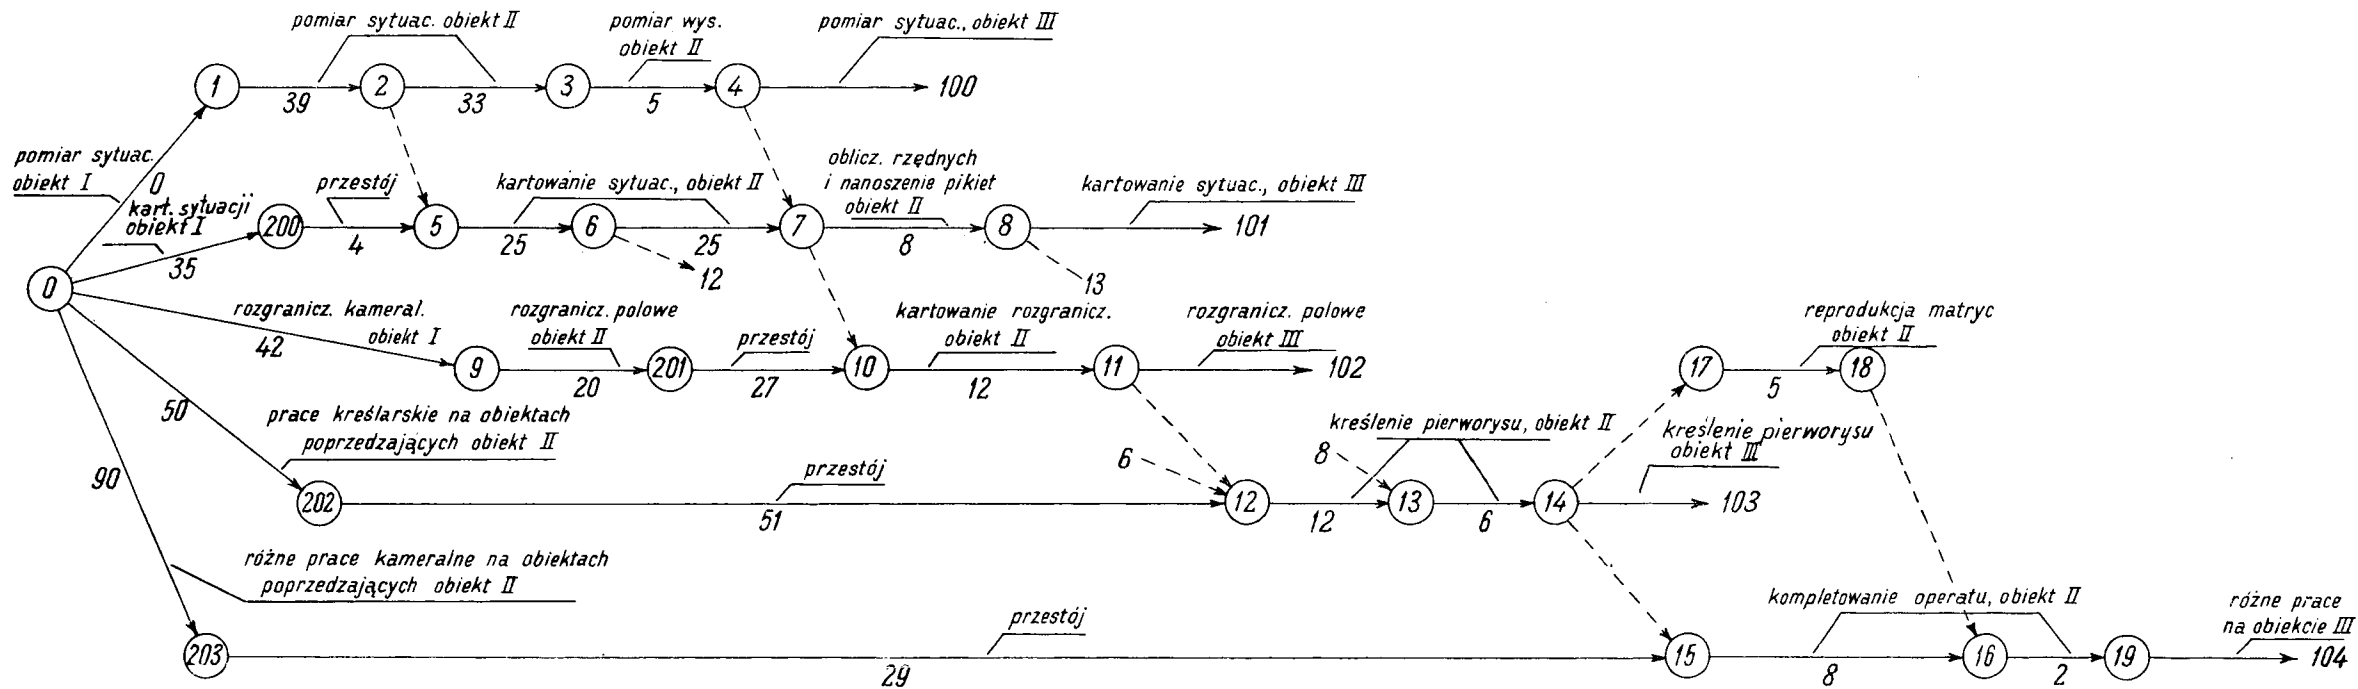 pomiar sytuac. obiekt II
pomiar wys.
obiekt II
pomiar sytuac., obiekt III
1
39
2
33
3
5
4
100
pomiar sytuac.
obiekt I
0
kart. sytuacji
obiekt I
35
przestój
200
4
5
kartowanie sytuac., obiekt II
25
6
25
12
oblicz. rzędnych
i nanoszenie pikiet
obiekt II
7
8
8
kartowanie sytuac., obiekt III
101
13
0
rozgranicz. kameral.
obiekt I
42
rozgranicz. polowe
obiekt II
9
20
201
przestój
27
10
kartowanie rozgranicz.
obiekt II
12
11
rozgranicz. polowe
obiekt III
102
reprodukcja matryc
obiekt II
17
5
18
50
prace kreślarskie na obiektach
poprzedzających obiekt II
przestój
202
51
6
12
kreślenie pierworysu, obiekt II
8
12
13
6
14
kreślenie pierworysu
obiekt III
103
90
różne prace kameralne na obiektach
poprzedzających obiekt II
203
przestój
29
15
kompletowanie operatu, obiekt II
8
16
2
19
różne prace
na obiekcie III
104